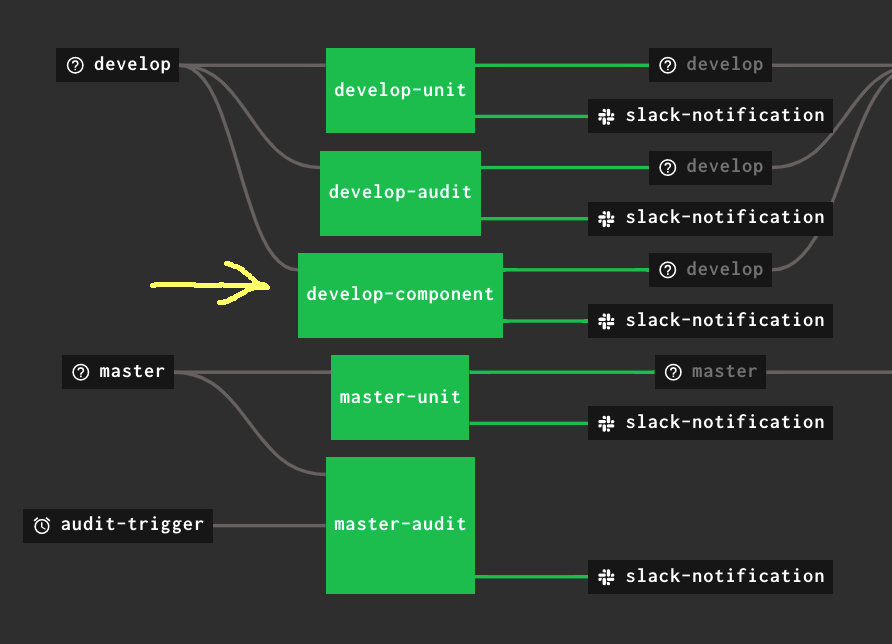 develop
develop-unit
develop
slack-notification
develop-audit
develop
slack-notification
develop-component
develop
slack-notification
master
master-unit
master
slack-notification
audit-trigger
master-audit
slack-notification